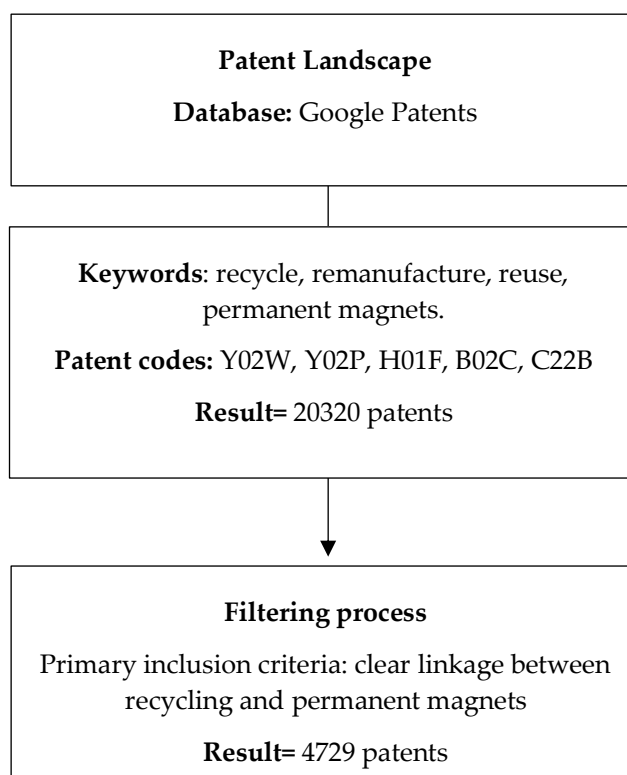 Patent Landscape
Database: Google Patents
Keywords: recycle, remanufacture, reuse,
permanent magnets.
Patent codes: Y02W, Y02P, H01F, B02C, C22B
Result= 20320 patents
Filtering process
Primary inclusion criteria: clear linkage between
recycling and permanent magnets
Result= 4729 patents